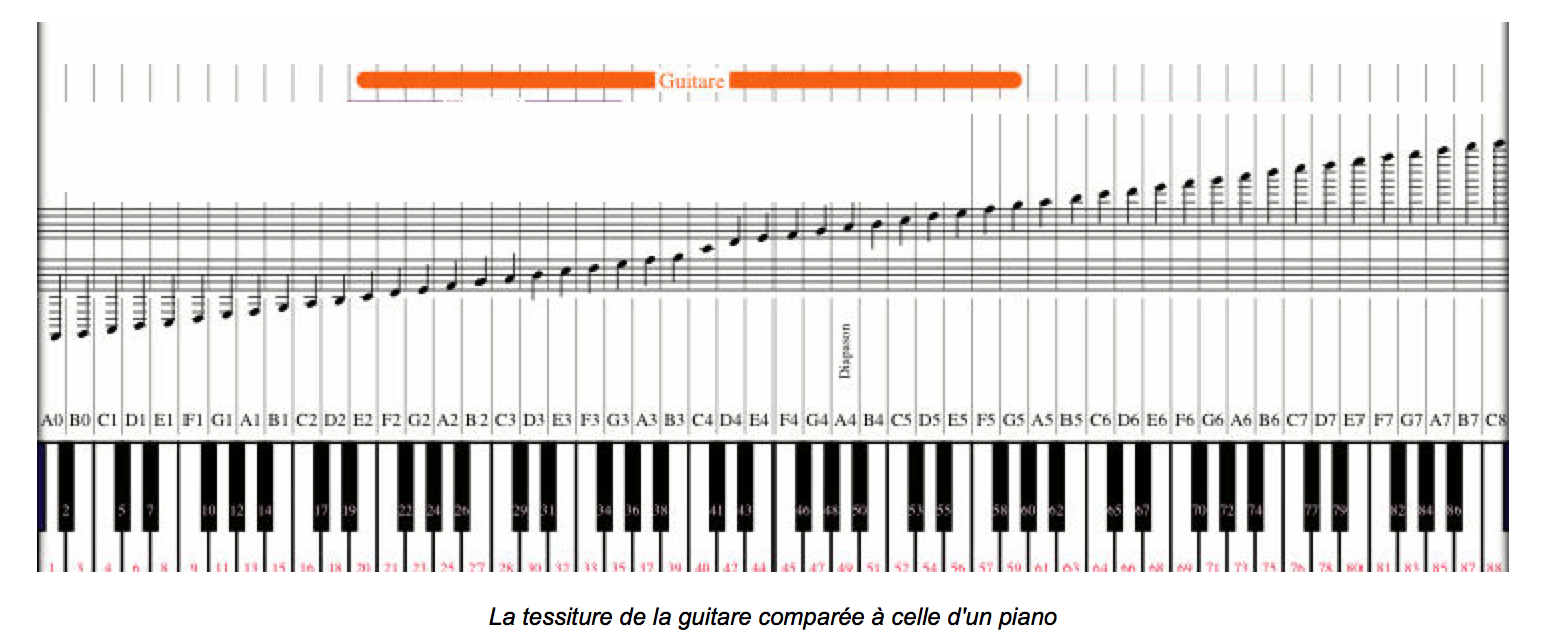 Guitare
Diapason
A0 B0 C1 D1 E1 F1 G1 A1 B1 C2 D2 E2 F2 G2 A2 B2 C3 D3 E3 F3 G3 A3 B3 C4 D4 E4 F4 G4 A4 B4 C5 D5 E5 F5 G5 A5 B5 C6 D6 E6 F6 G6 A6 B6 C7 D7 E7 F7 G7 A7 B7 C8
2 5 7 10 12 14 17 19 22 24 26 29 31 34 36 38 41 43 46 48 50 53 55 58 60 62 65 67 70 72 74 77 79 82 84 86
1 3 4 6 8 9 11 13 15 16 18 20 21 23 25 27 28 30 32 33 35 37 39 40 42 44 45 47 49 51 52 54 56 57 59 61 63 64 66 68 69 71 73 75 76 78 80 81 83 85 87 88
La tessiture de la guitare comparée à celle d'un piano